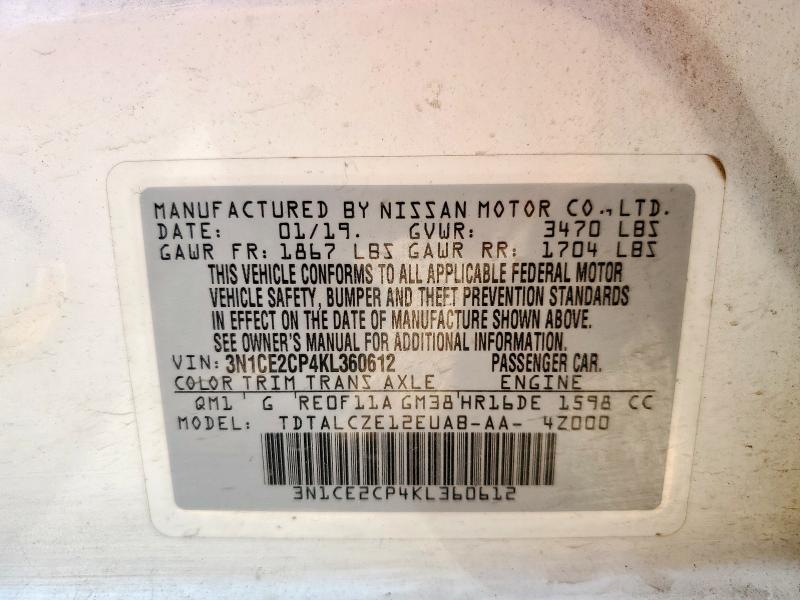 MANUFACTURED BY NISSAN MOTOR CO., LTD.
DATE: 01/19. GVWR: 3470 LBS
GAWR FR: 1867 LBS GAWR RR: 1704 LBS
THIS VEHICLE CONFORMS TO ALL APPLICABLE FEDERAL MOTOR
VEHICLE SAFETY, BUMPER AND THEFT PREVENTION STANDARDS
IN EFFECT ON THE DATE OF MANUFACTURE SHOWN ABOVE.
SEE OWNER'S MANUAL FOR ADDITIONAL INFORMATION.
VIN: 3N1CE2CP4KL360612 PASSENGER CAR.
COLOR TRIM TRANS AXLE ENGINE
QM1 G RE0F11A GM38 HR16DE 1598 CC
MODEL: TDTALCZE12EUAB-AA- 4Z000
3N1CE2CP4KL360612